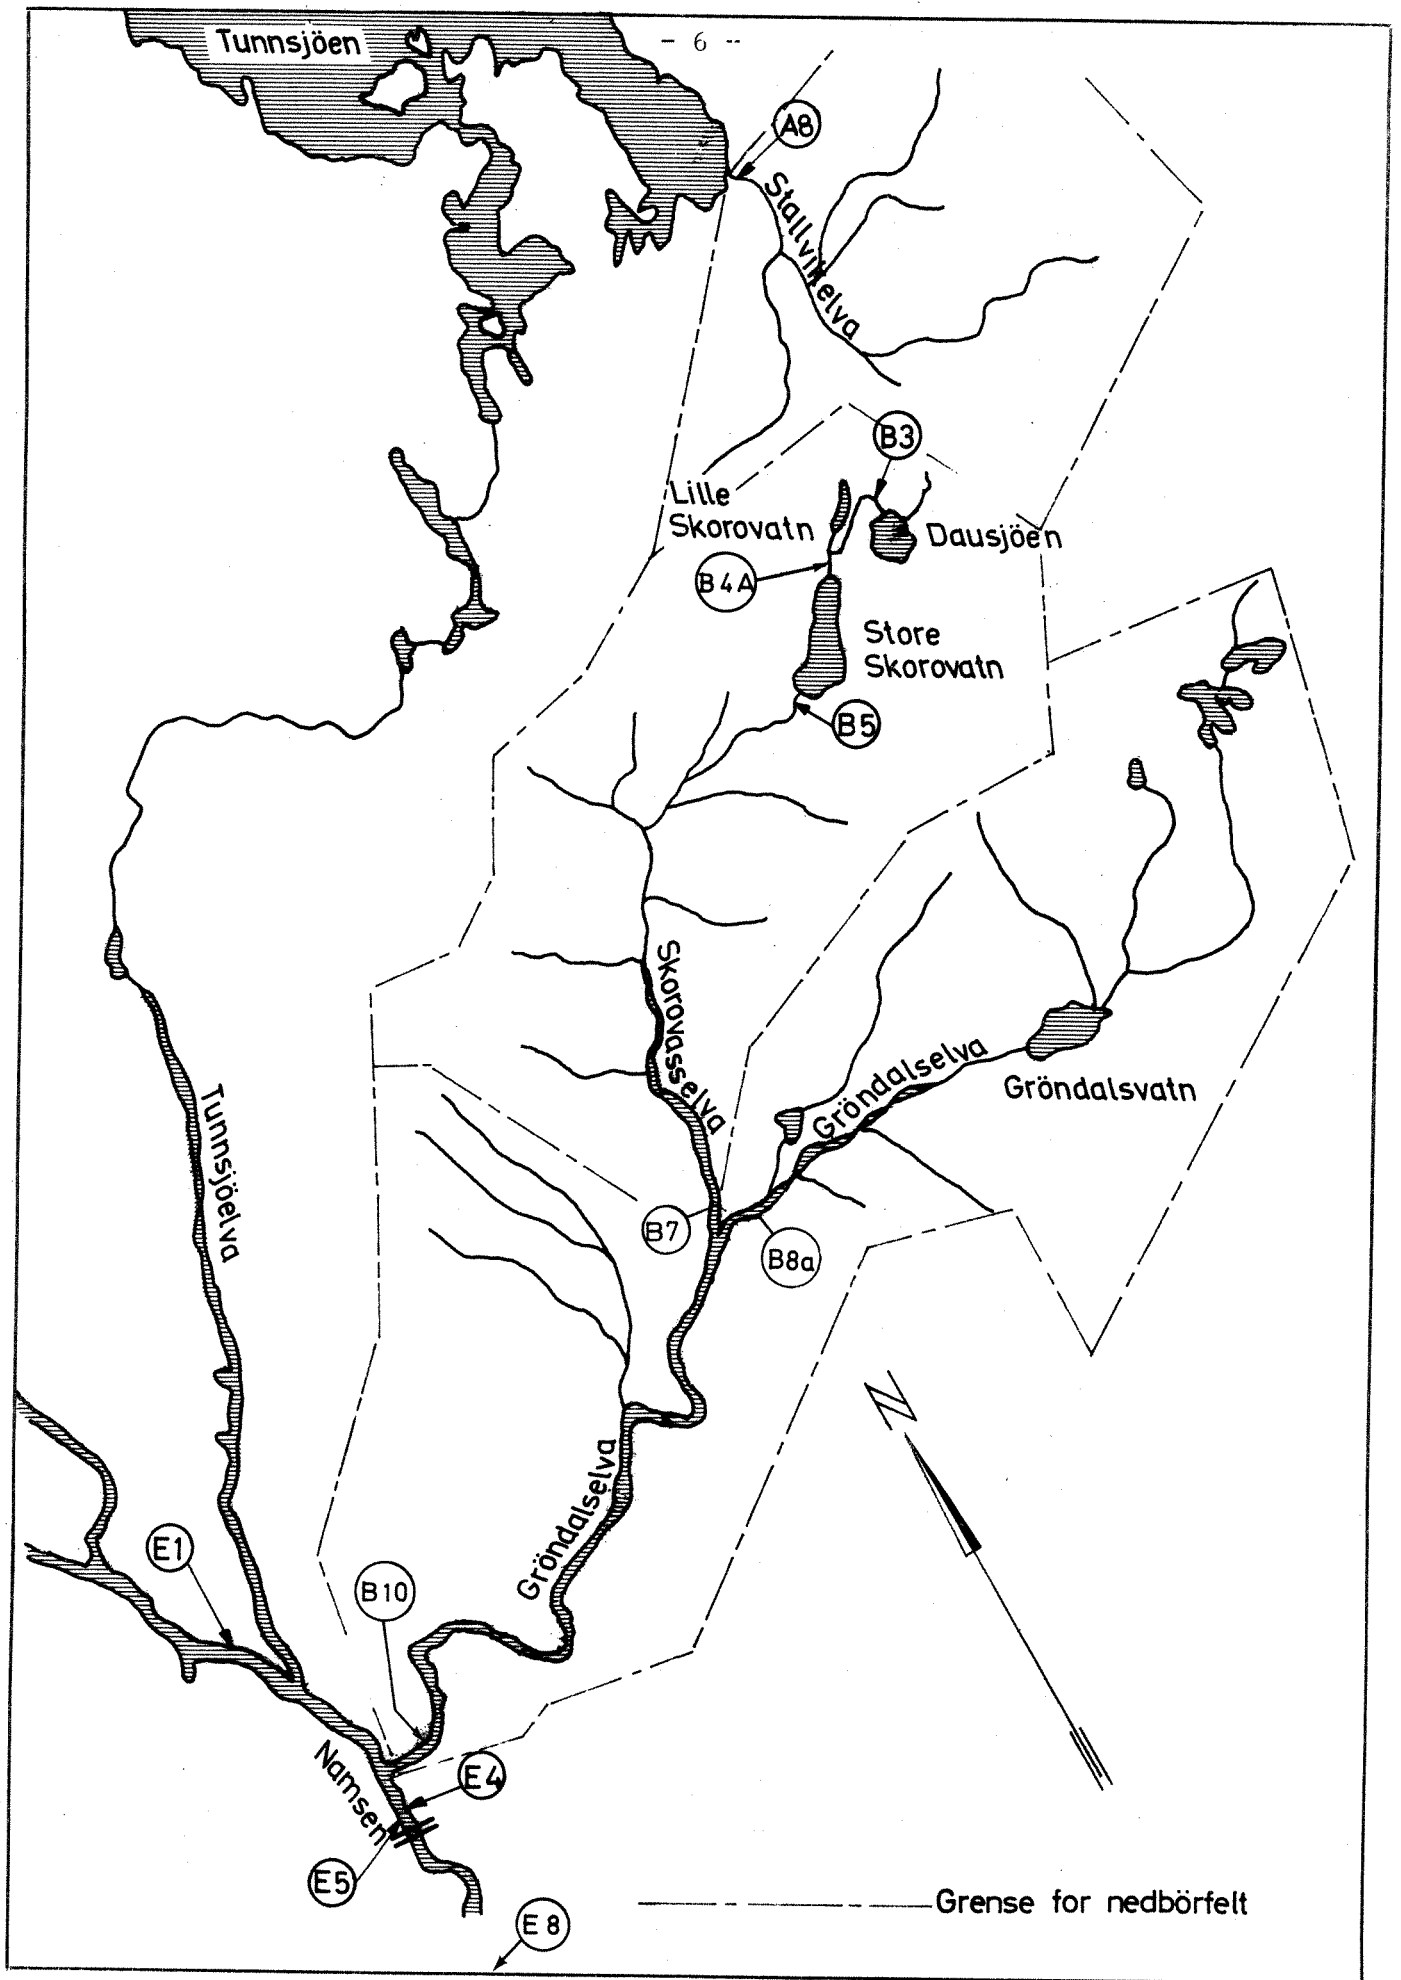 Tunnsjöen
- 6 --
A8
Stallvikelva
B3
Lille
Skorovatn
Dausjöen
B4A
Store
Skorovatn
B5
Skorovasselva
Gröndalselva
Gröndalsvatn
Tunnsjöelva
B7
B8a
N
Gröndalselva
E1
B10
Namsen
E4
E5
Grense for nedbörfelt
E8